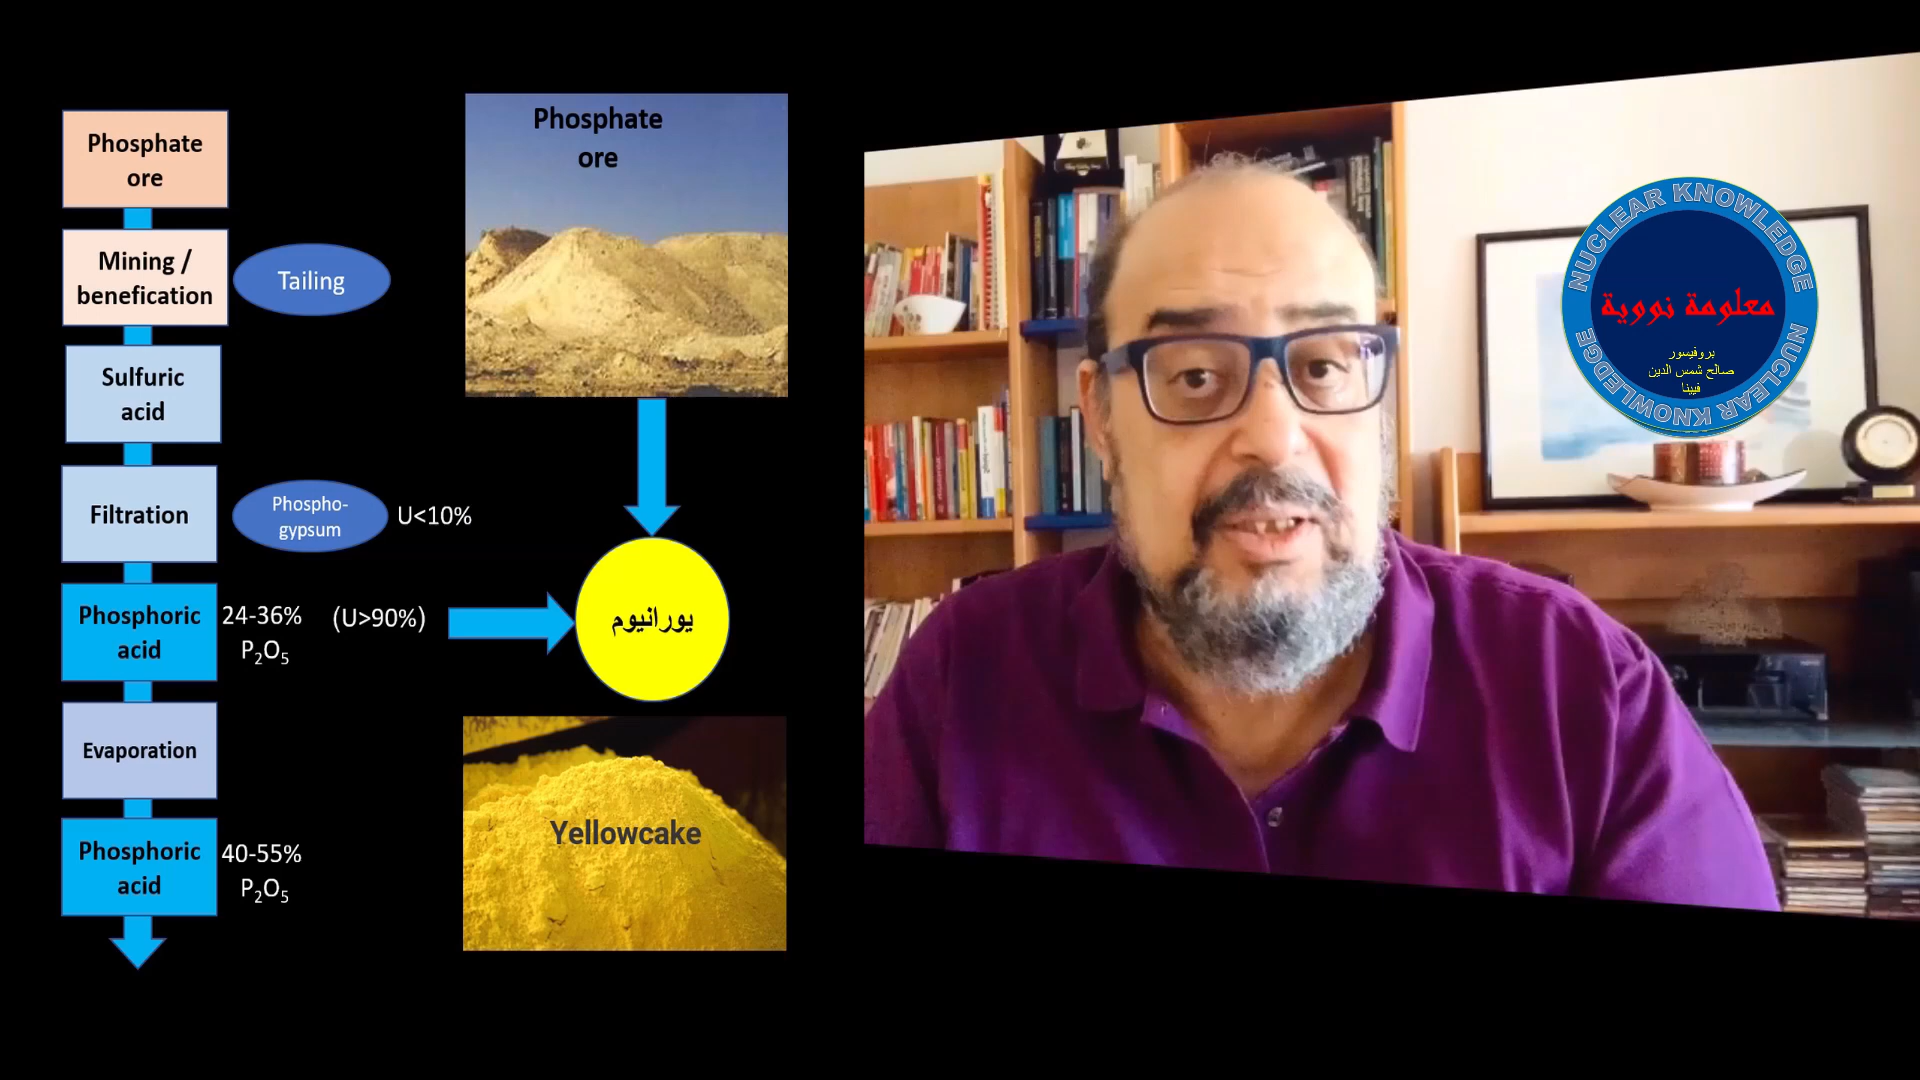 Phosphate
ore
Mining /
benefication
Tailing
Sulfuric
acid
Filtration
Phospho-
gypsum
U<10%
Phosphoric
acid
24-36%
P₂O₅
(U>90%)
Evaporation
Phosphoric
acid
40-55%
P₂O₅
Phosphate
ore
يورانيوم
Yellowcake
NUCLEAR KNOWLEDGE
معلومة نووية
بروفيسور
صالح شمس الدين
فيينا
NUCLEAR KNOWLEDGE